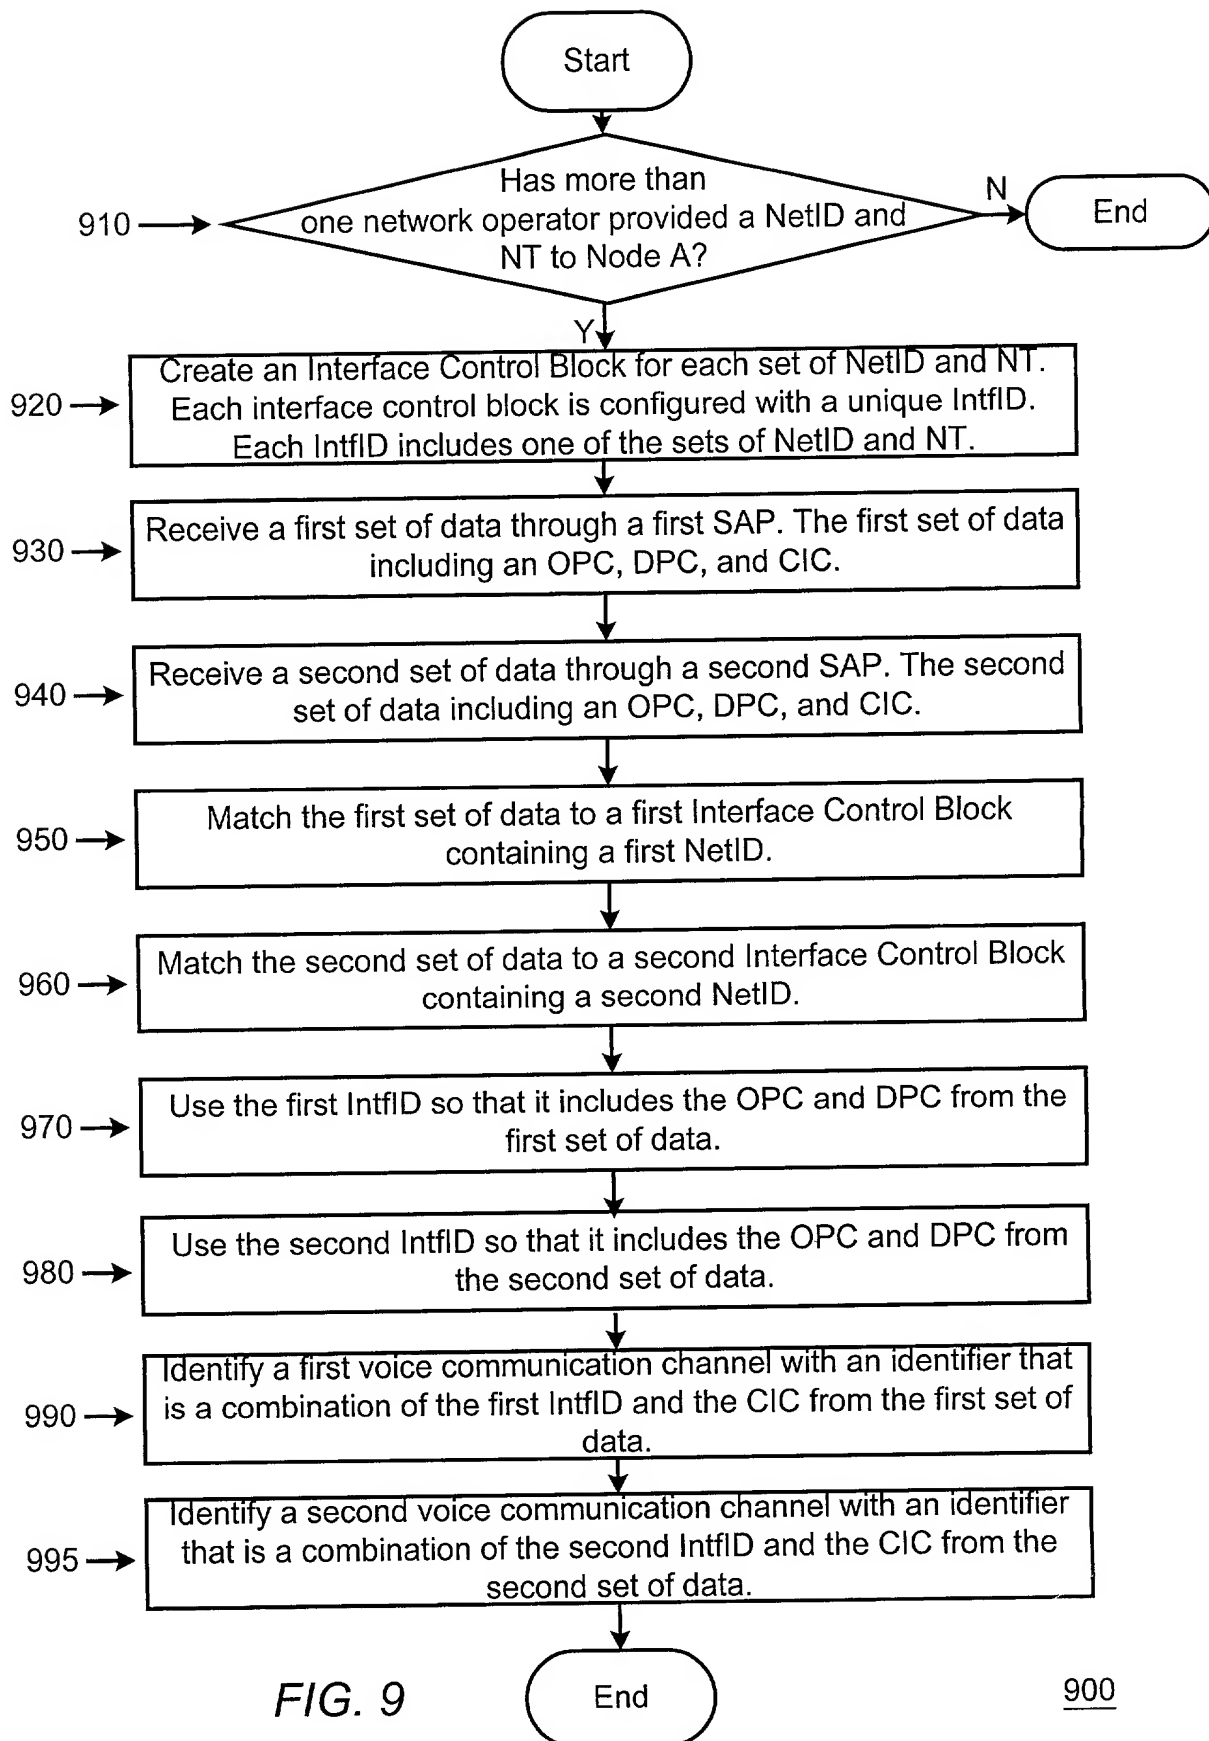 Start
Has more than
one network operator provided a NetID and
NT to Node A?
910
N
End
Y
920
Create an Interface Control Block for each set of NetID and NT.
Each interface control block is configured with a unique IntfID.
Each IntfID includes one of the sets of NetID and NT.
930
Receive a first set of data through a first SAP. The first set of data
including an OPC, DPC, and CIC.
940
Receive a second set of data through a second SAP. The second
set of data including an OPC, DPC, and CIC.
950
Match the first set of data to a first Interface Control Block
containing a first NetID.
960
Match the second set of data to a second Interface Control Block
containing a second NetID.
970
Use the first IntfID so that it includes the OPC and DPC from the
first set of data.
980
Use the second IntfID so that it includes the OPC and DPC from
the second set of data.
990
Identify a first voice communication channel with an identifier that
is a combination of the first IntfID and the CIC from the first set of
data.
995
Identify a second voice communication channel with an identifier
that is a combination of the second IntfID and the CIC from the
second set of data.
End
FIG. 9
900